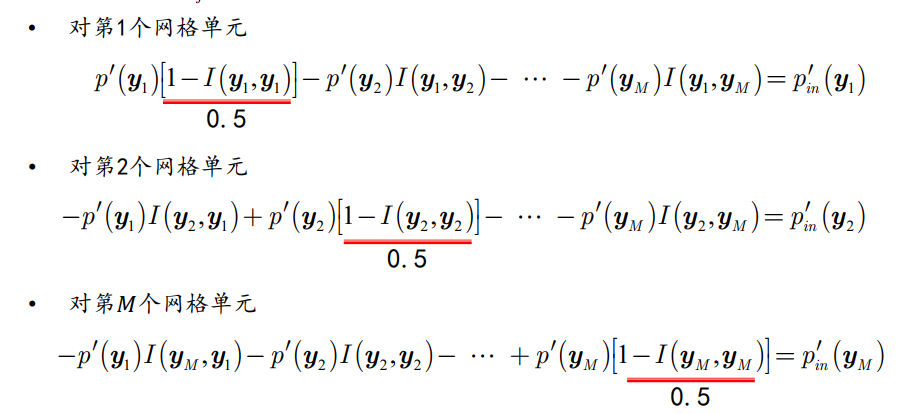 • 对第1个网格单元
p′(y₁)[1−I(y₁,y₁)]−p′(y₂)I(y₁,y₂)− ⋯ −p′(y_M)I(y₁,y_M)=p′_in(y₁)
0.5
• 对第2个网格单元
−p′(y₁)I(y₂,y₁)+p′(y₂)[1−I(y₂,y₂)]− ⋯ −p′(y_M)I(y₂,y_M)=p′_in(y₂)
0.5
• 对第M个网格单元
−p′(y₁)I(y_M,y₁)−p′(y₂)I(y₂,y₂)− ⋯ +p′(y_M)[1−I(y_M,y_M)]=p′_in(y_M)
0.5